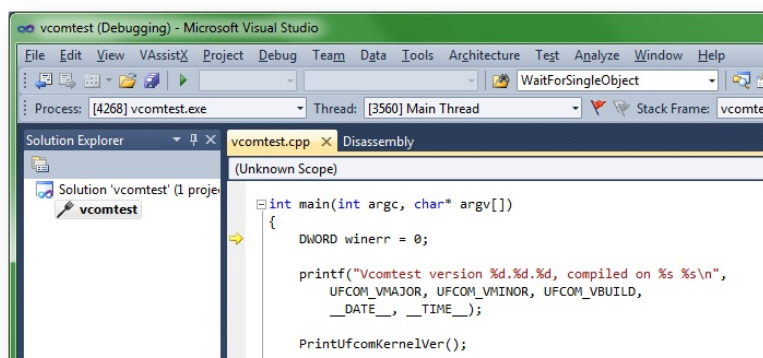 vcomtest (Debugging) - Microsoft Visual Studio
File Edit View VAssistX Project Debug Team Data Tools Architecture Test Analyze Window Help
WaitForSingleObject
Process: [4268] vcomtest.exe Thread: [3560] Main Thread Stack Frame: vcomte
Solution Explorer vcomtest.cpp Disassembly
(Unknown Scope)
Solution 'vcomtest' (1 proje
vcomtest
int main(int argc, char* argv[])
{
DWORD winerr = 0;
printf("Vcomtest version %d.%d.%d, compiled on %s %s\n",
UFCOM_VMAJOR, UFCOM_VMINOR, UFCOM_VBUILD,
__DATE__, __TIME__);
PrintUfcomKernelVer();